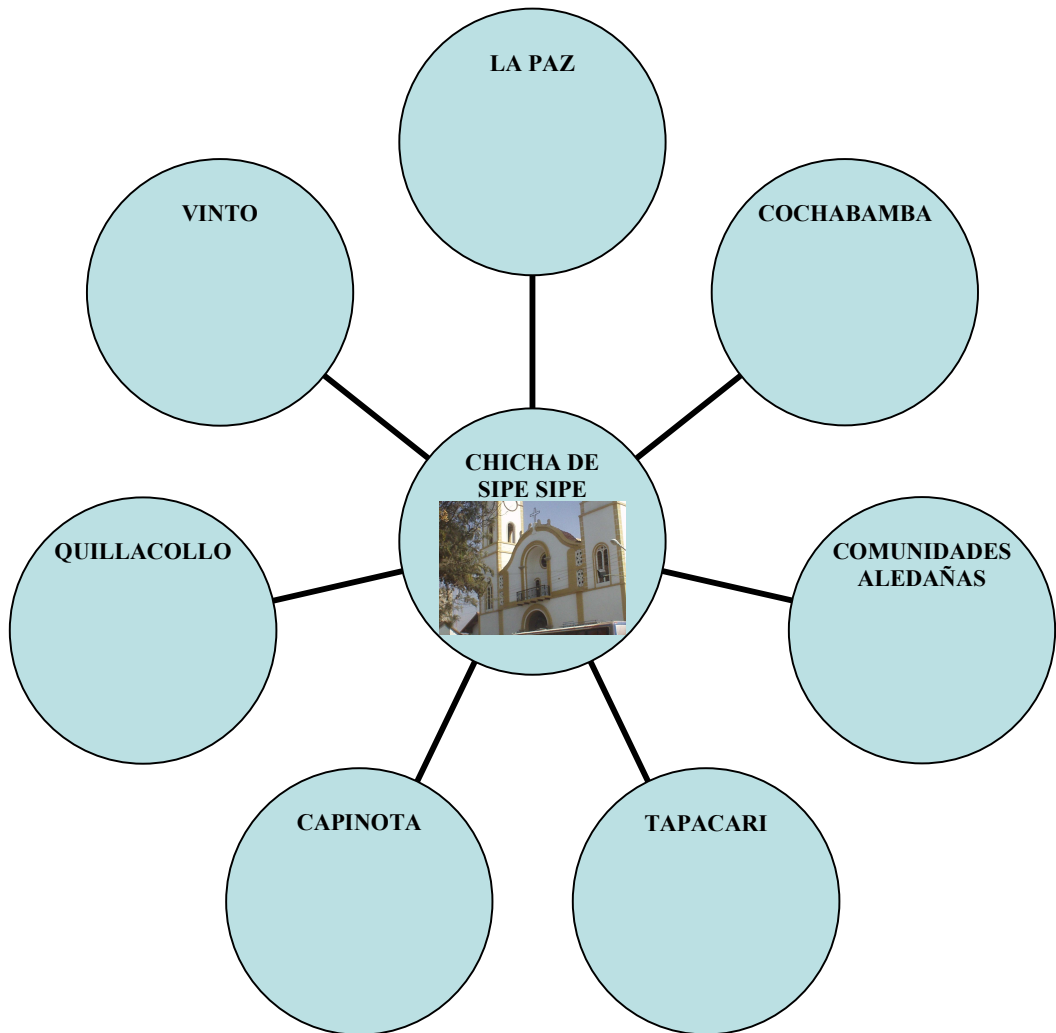 LA PAZ
VINTO
COCHABAMBA
CHICHA DE
SIPE SIPE
QUILLACOLLO
COMUNIDADES
ALEDAÑAS
CAPINOTA
TAPACARI